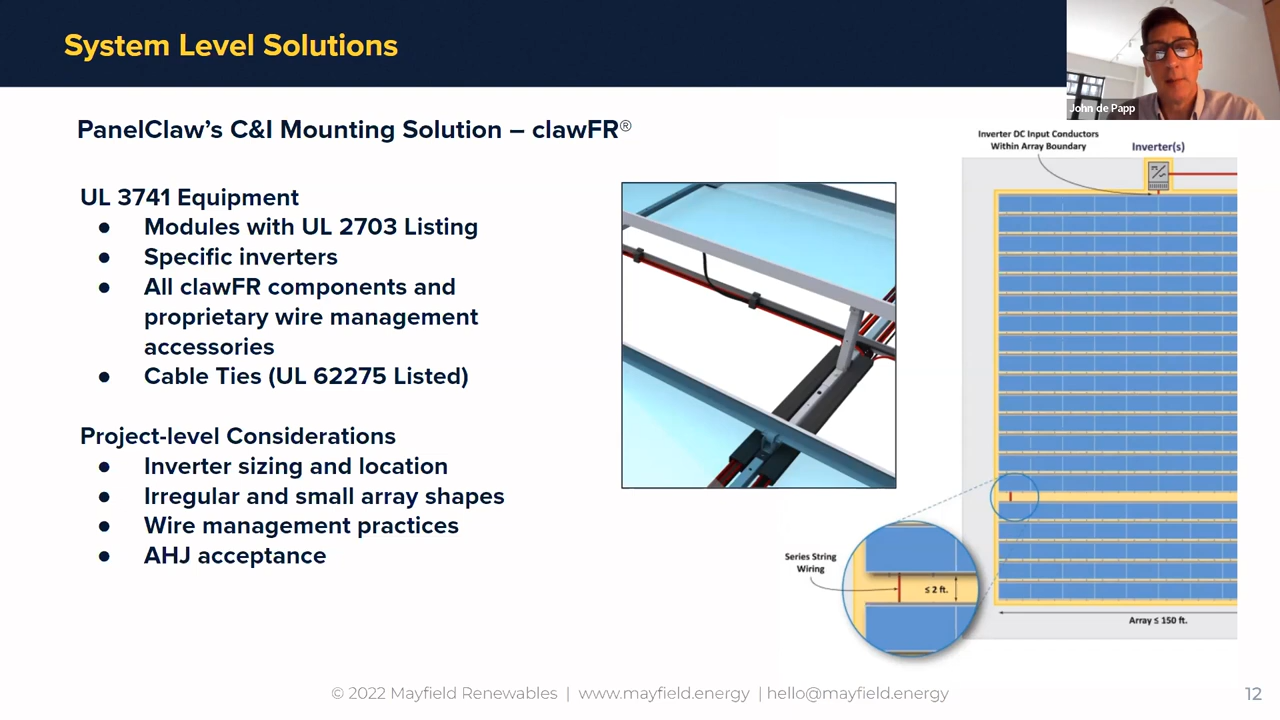 System Level Solutions
John de Papp
PanelClaw's C&I Mounting Solution – clawFR®
UL 3741 Equipment
● Modules with UL 2703 Listing
● Specific inverters
● All clawFR components and
proprietary wire management
accessories
● Cable Ties (UL 62275 Listed)
Project-level Considerations
● Inverter sizing and location
● Irregular and small array shapes
● Wire management practices
● AHJ acceptance
Inverter DC Input Conductors
Within Array Boundary
Inverter(s)
Series String
Wiring
≤ 2 ft.
Array ≤ 150 ft.
© 2022 Mayfield Renewables | www.mayfield.energy | hello@mayfield.energy
12